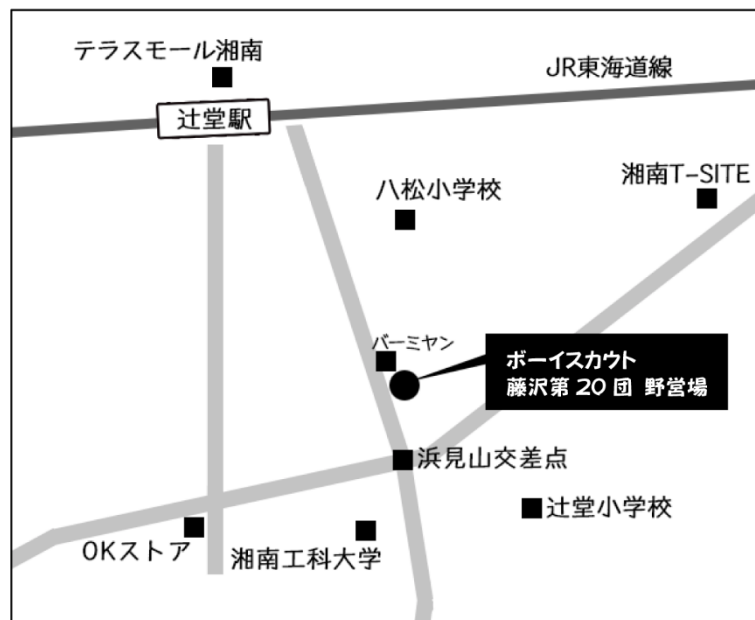 テラスモール湘南
JR東海道線
辻堂駅
八松小学校
湘南T-SITE
バーミヤン
ボーイスカウト
藤沢第20団 野営場
浜見山交差点
辻堂小学校
OKストア
湘南工科大学